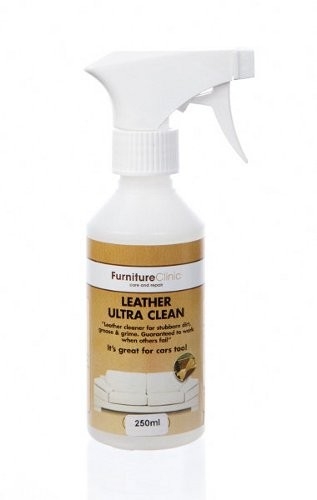 FurnitureClinic
care and repair
LEATHER
ULTRA CLEAN
"Leather cleaner for stubborn dirt,
grease & grime. Guaranteed to work
when others fail"
It's great for cars too!
250ml